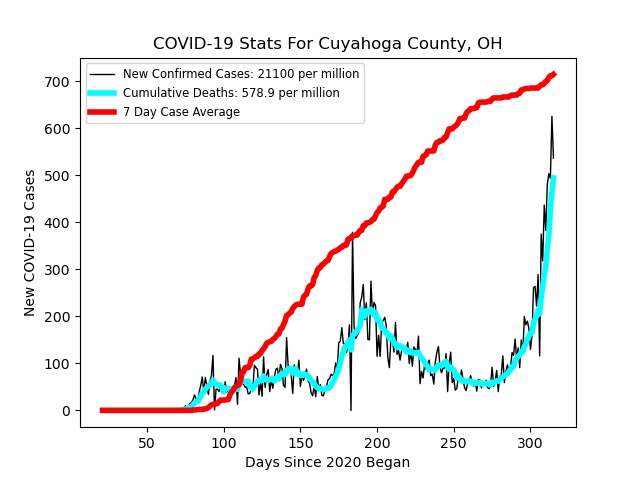 COVID-19 Stats For Cuyahoga County, OH
New Confirmed Cases: 21100 per million
Cumulative Deaths: 578.9 per million
7 Day Case Average
New COVID-19 Cases
700
600
500
400
300
200
100
0
50 100 150 200 250 300
Days Since 2020 Began